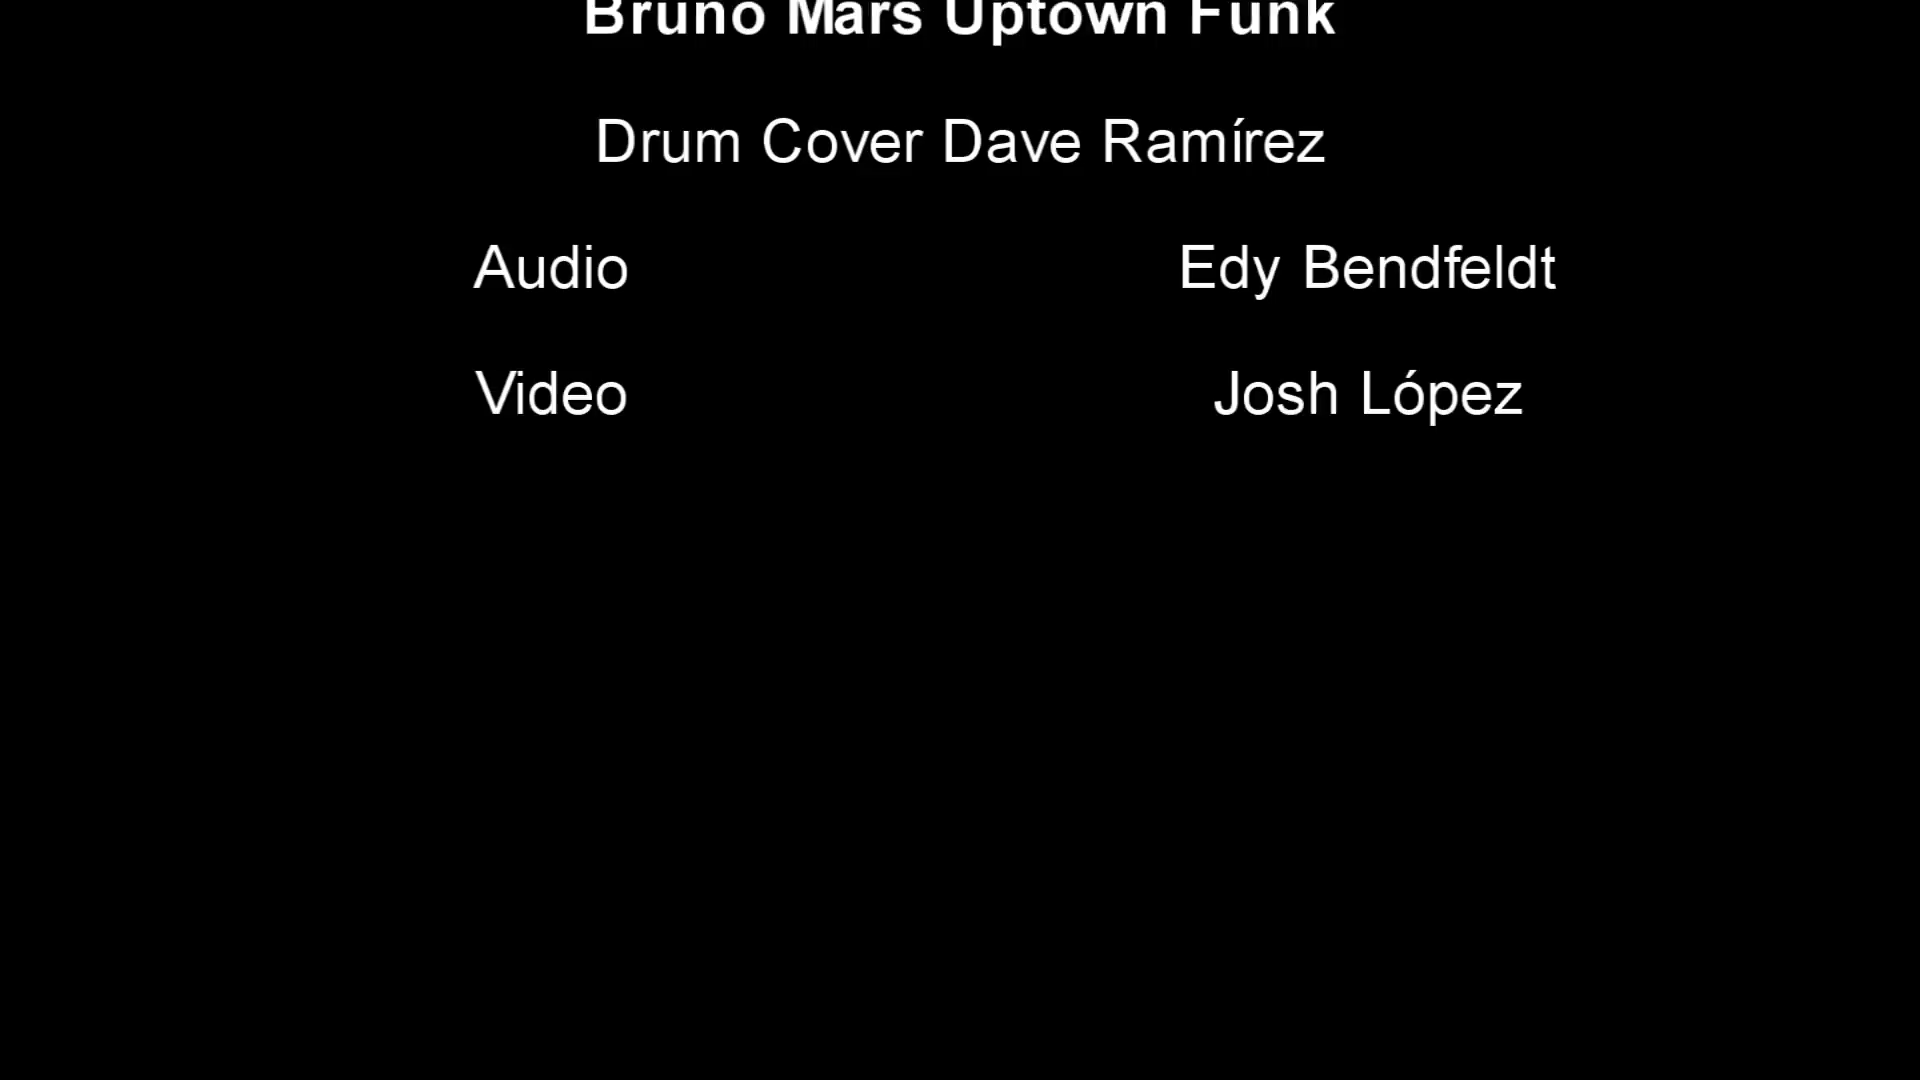 Bruno Mars Uptown Funk
Drum Cover Dave Ramírez
Audio Edy Bendfeldt
Video Josh López